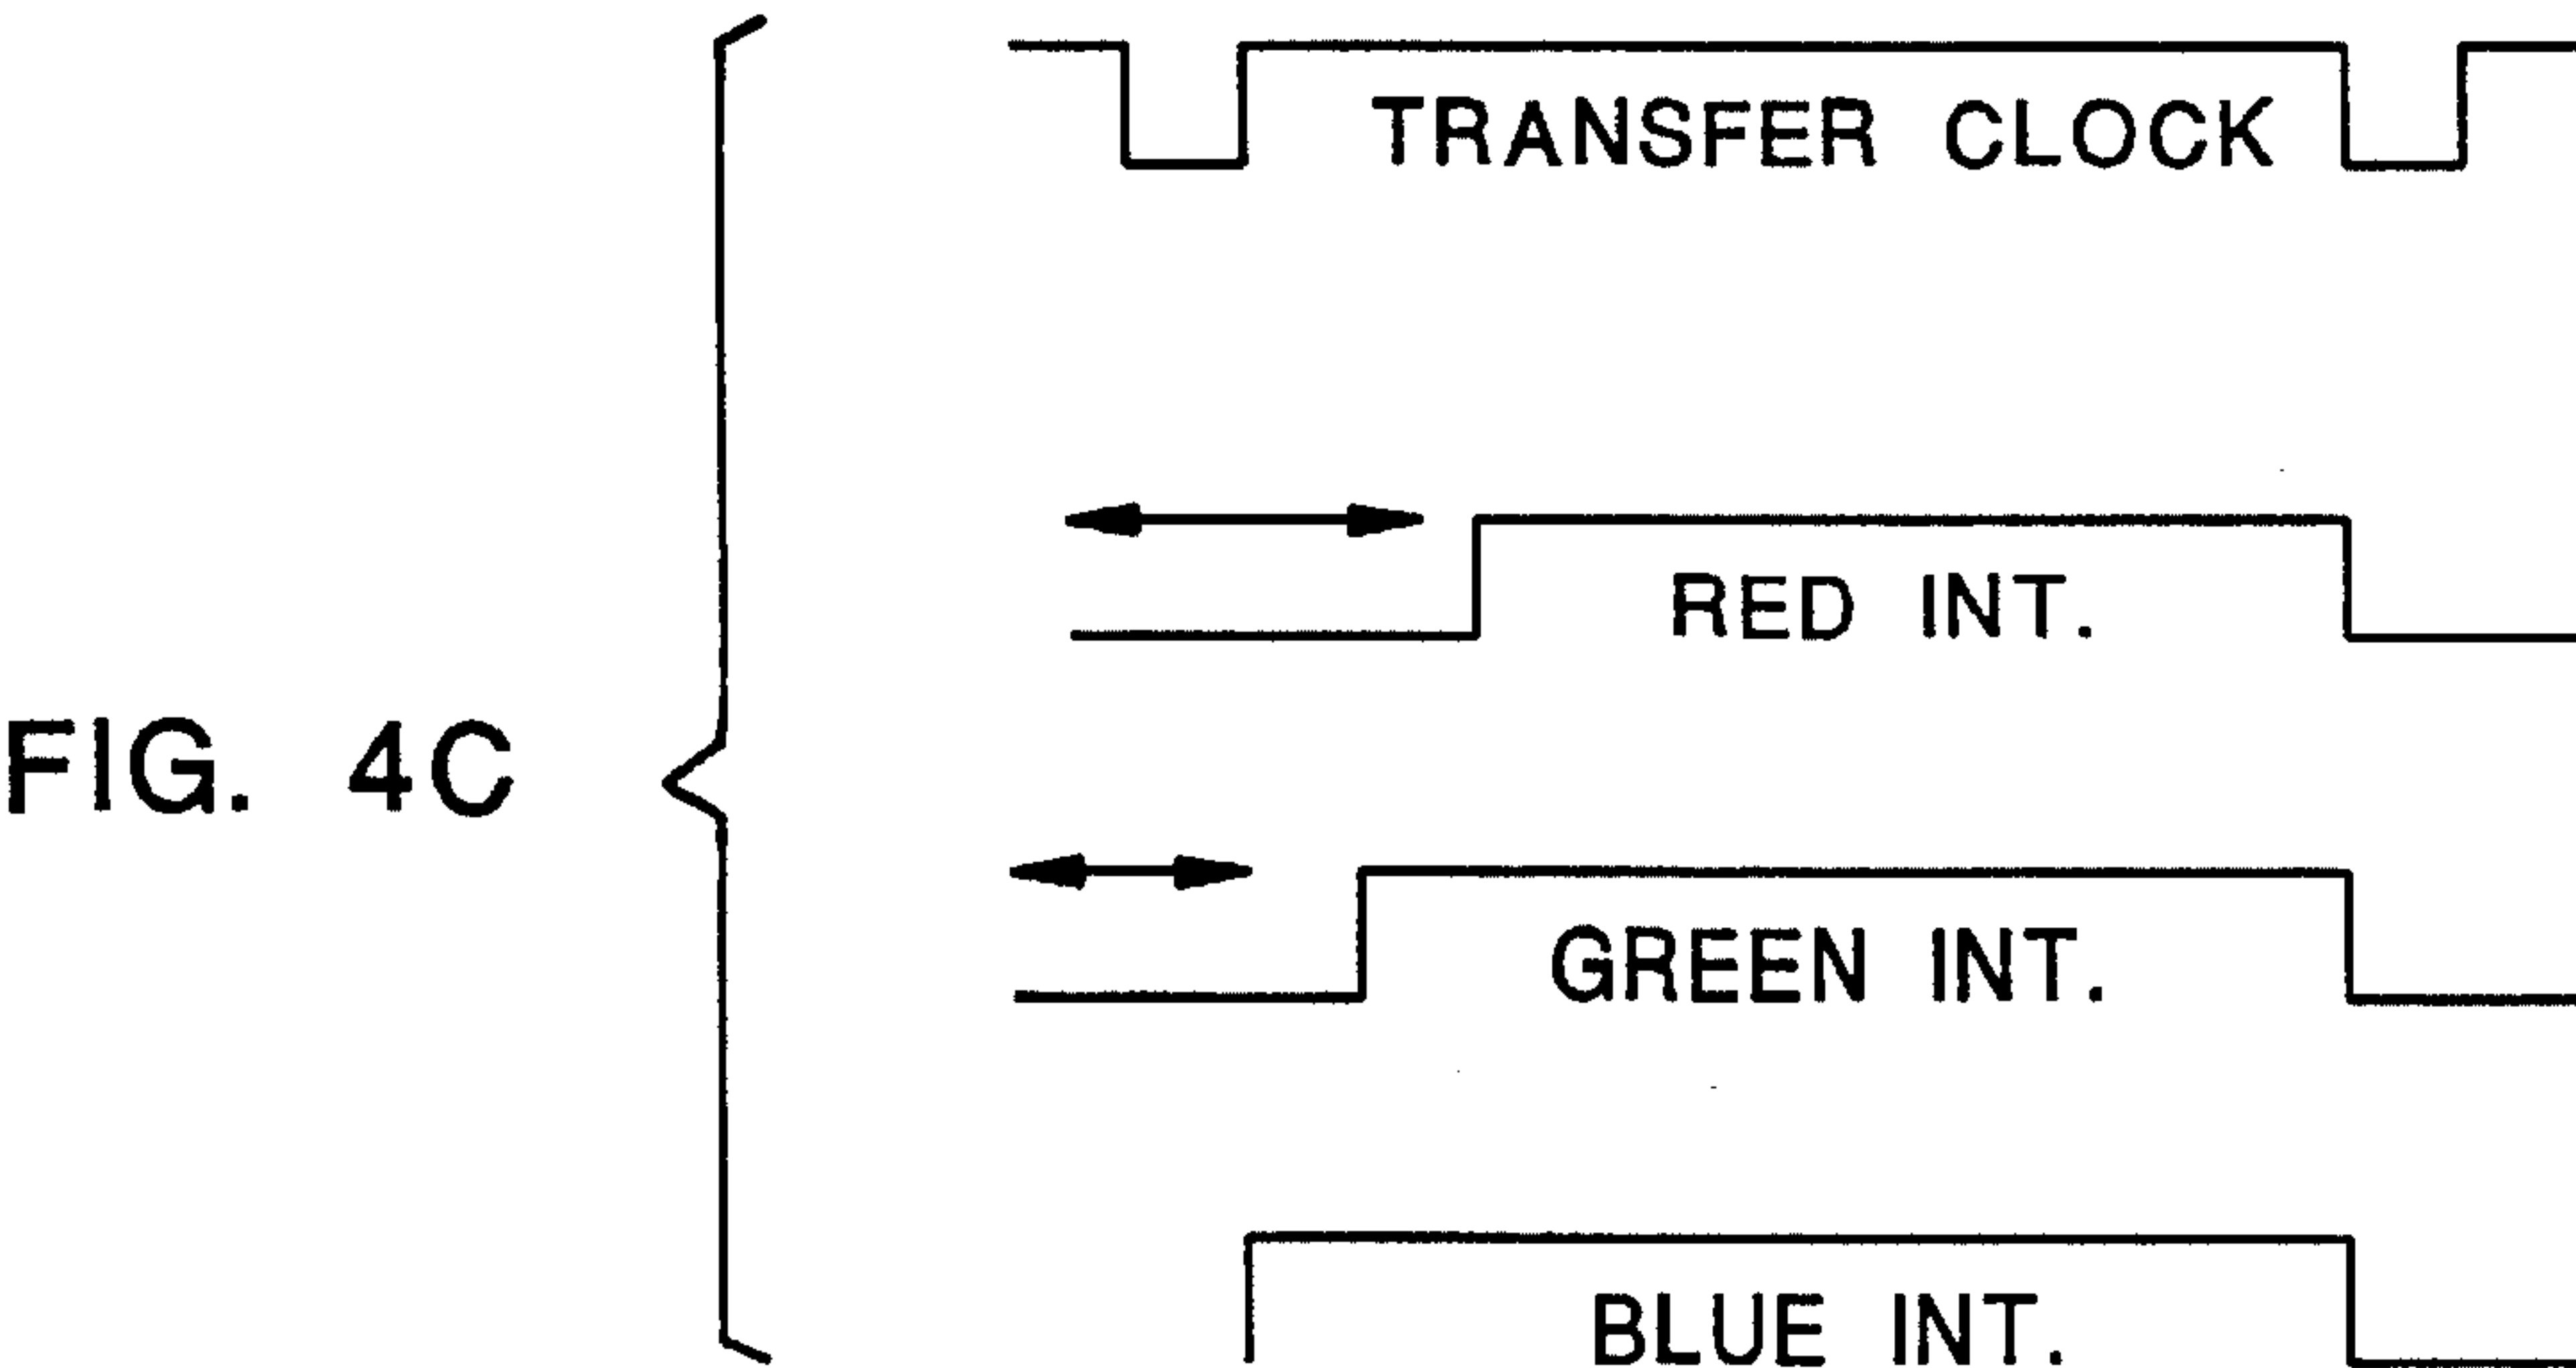 TRANSFER CLOCK
RED INT.
FIG. 4C
GREEN INT.
BLUE INT.